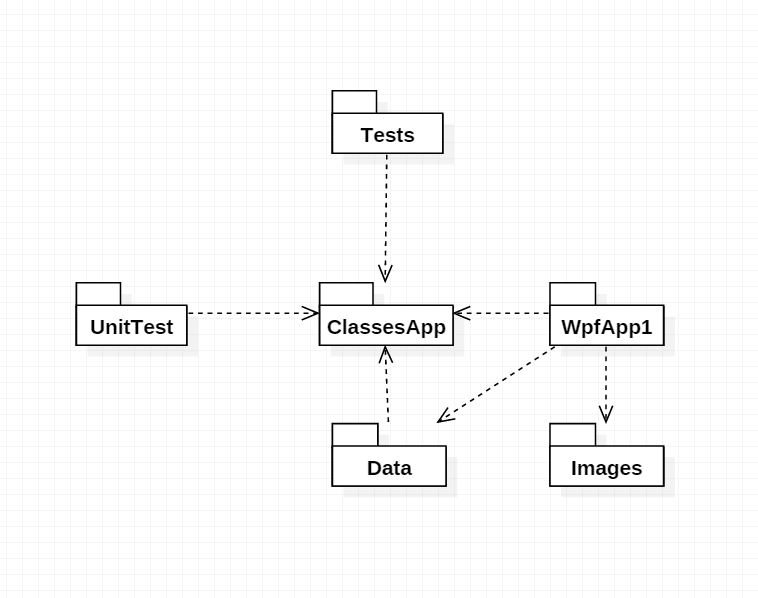 Tests
UnitTest
ClassesApp
WpfApp1
Data
Images